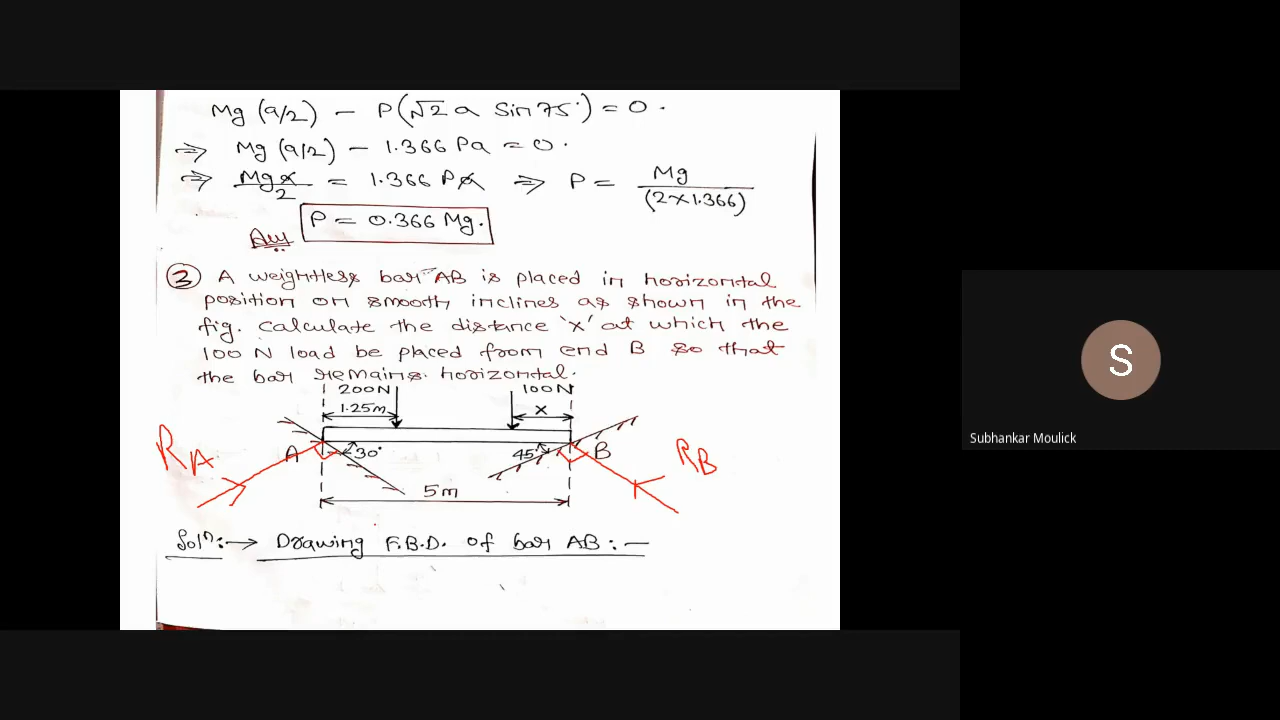 Mg (a/2) - P(√2 a Sin 75°) = 0.
⇒ Mg (a/2) - 1.366 Pa = 0.
⇒ Mga/2 = 1.366 Pa ⇒ P = Mg/(2×1.366)
P = 0.366 Mg.
Ans
③ A weightless bar AB is placed in horizontal
position on smooth inclines as shown in the
fig. Calculate the distance 'x' at which the
100 N load be placed from end B so that
the bar remains horizontal.
200N 100N
1.25m x
RA A 30° 45° B RB
5m
Soln:→ Drawing F.B.D. of bar AB:—
S
Subhankar Moulick